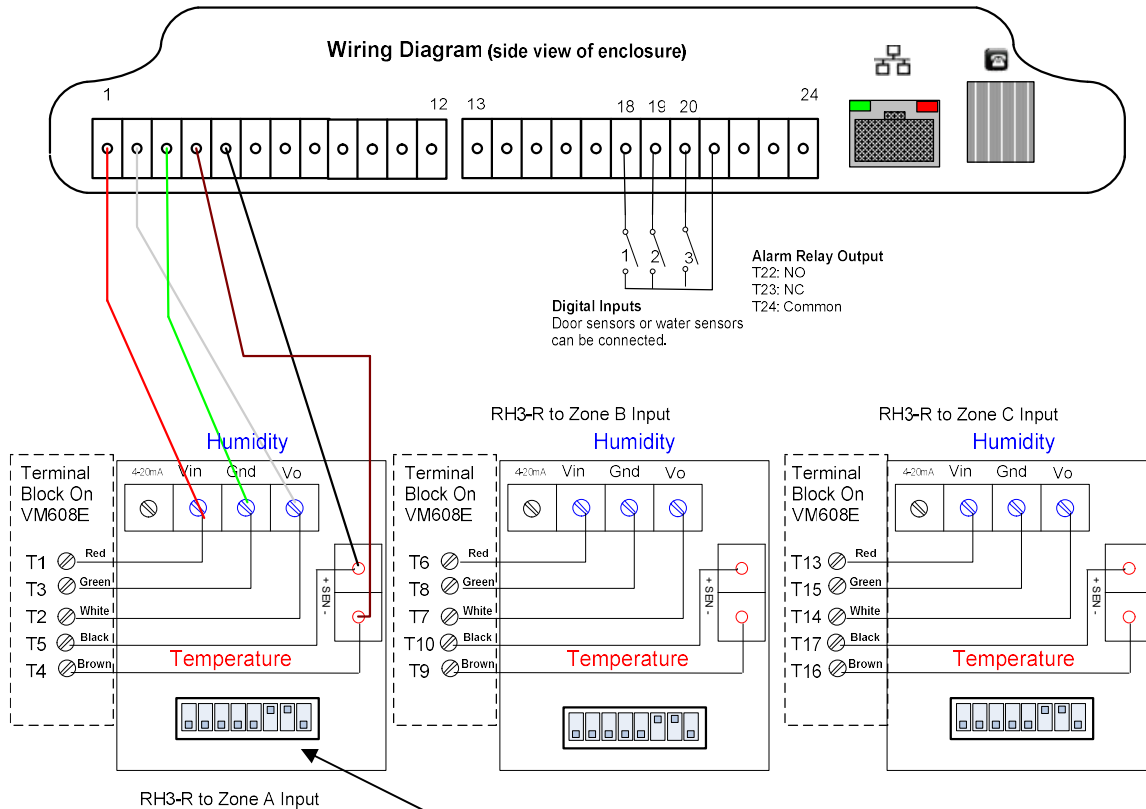 Wiring Diagram (side view of enclosure)
1
12
13
18
19
20
24
1
2
3
Digital Inputs
Door sensors or water sensors
can be connected.
Alarm Relay Output
T22: NO
T23: NC
T24: Common
Humidity
Terminal
Block On
VM608E
4-20mA
Vin
Gnd
Vo
T1
Red
T3
Green
T2
White
T5
Black
T4
Brown
+ SEN -
Temperature
RH3-R to Zone A Input
RH3-R to Zone B Input
Humidity
Terminal
Block On
VM608E
4-20mA
Vin
Gnd
Vo
T6
Red
T8
Green
T7
White
T10
Black
T9
Brown
+ SEN -
Temperature
RH3-R to Zone C Input
Humidity
Terminal
Block On
VM608E
4-20mA
Vin
Gnd
Vo
T13
Red
T15
Green
T14
White
T17
Black
T16
Brown
+ SEN -
Temperature